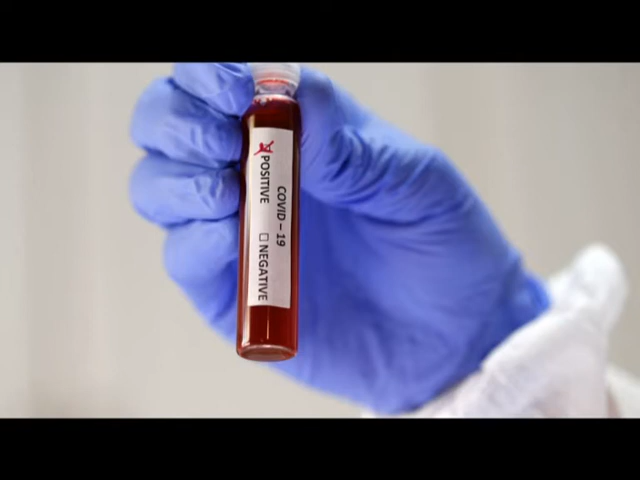 COVID – 19
☒ POSITIVE ☐ NEGATIVE